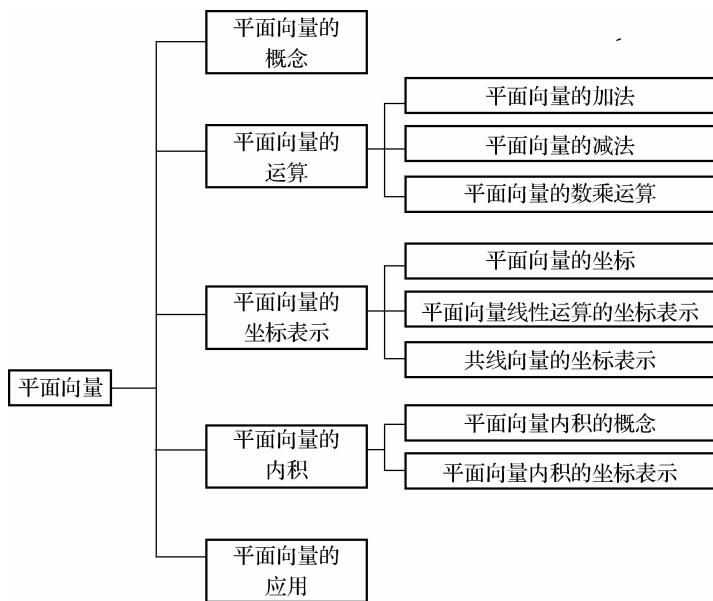 平面向量
平面向量的
概念
平面向量的
运算
平面向量的加法
平面向量的减法
平面向量的数乘运算
平面向量的
坐标表示
平面向量的坐标
平面向量线性运算的坐标表示
共线向量的坐标表示
平面向量的
内积
平面向量内积的概念
平面向量内积的坐标表示
平面向量的
应用